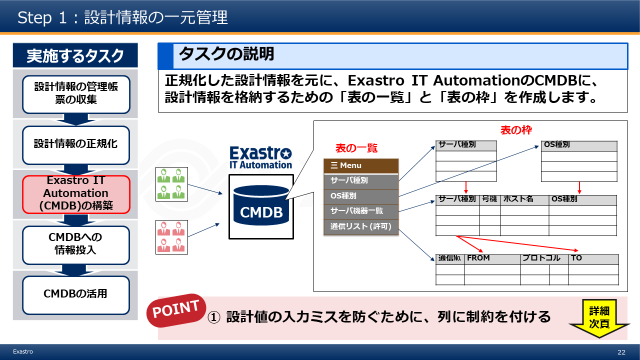 Step 1：設計情報の一元管理
実施するタスク
設計情報の管理帳
票の収集
設計情報の正規化
Exastro IT
Automation
(CMDB)の構築
CMDBへの
情報投入
CMDBの活用
タスクの説明
正規化した設計情報を元に、Exastro IT AutomationのCMDBに、
設計情報を格納するための「表の一覧」と「表の枠」を作成します。
Exastro
IT Automation
CMDB
表の一覧
三 Menu
サーバ種別
OS種別
サーバ機器一覧
通信リスト(許可)
表の枠
サーバ種別
OS種別
サーバ種別 号機 ホスト名 OS種別
通信No. FROM プロトコル TO
POINT
① 設計値の入力ミスを防ぐために、列に制約を付ける
詳細
次頁
Exastro
22